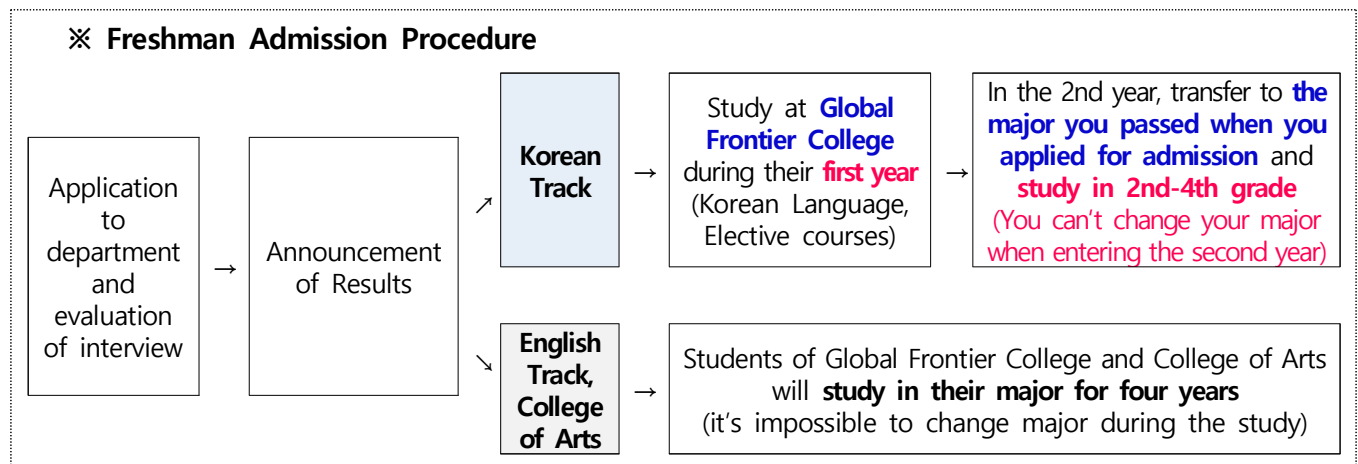 ※ Freshman Admission Procedure
Application
to
department
and
evaluation
of interview
→
Announcement
of Results
↗
Korean
Track
→
Study at Global
Frontier College
during their first year
(Korean Language,
Elective courses)
→
In the 2nd year, transfer to the
major you passed when you
applied for admission and
study in 2nd-4th grade
(You can't change your major
when entering the second year)
↘
English
Track,
College
of Arts
→
Students of Global Frontier College and College of Arts
will study in their major for four years
(it's impossible to change major during the study)